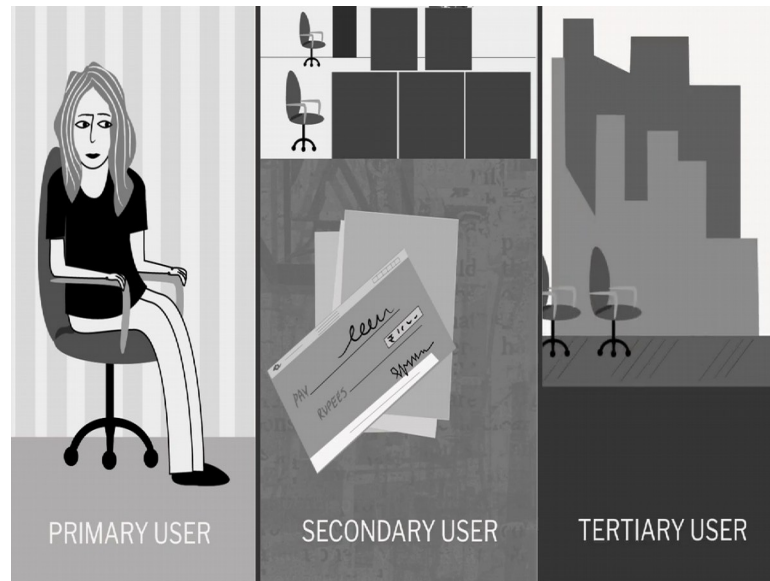 PAY
RUPEES
PRIMARY USER
SECONDARY USER
TERTIARY USER